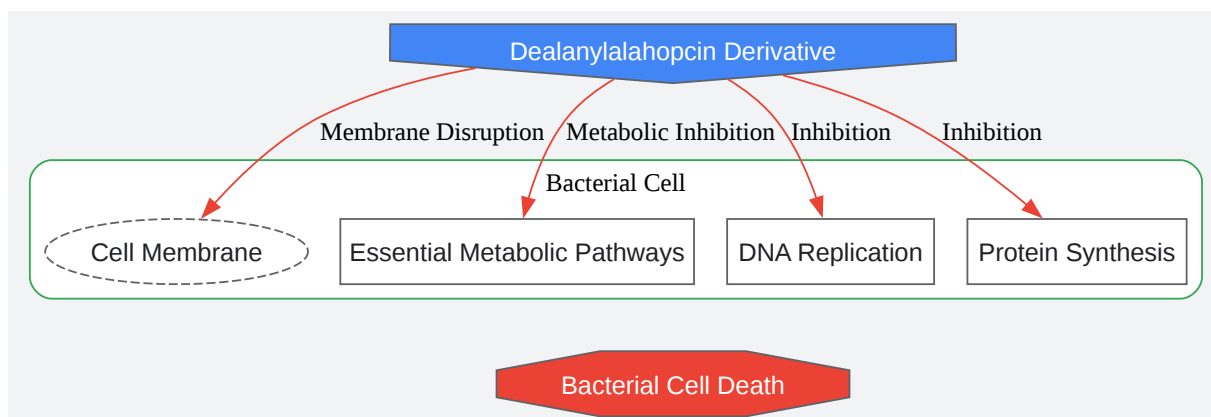 Dealanylalahopcin Derivative
Membrane Disruption
Metabolic Inhibition
Inhibition
Inhibition
Bacterial Cell
Cell Membrane
Essential Metabolic Pathways
DNA Replication
Protein Synthesis
Bacterial Cell Death